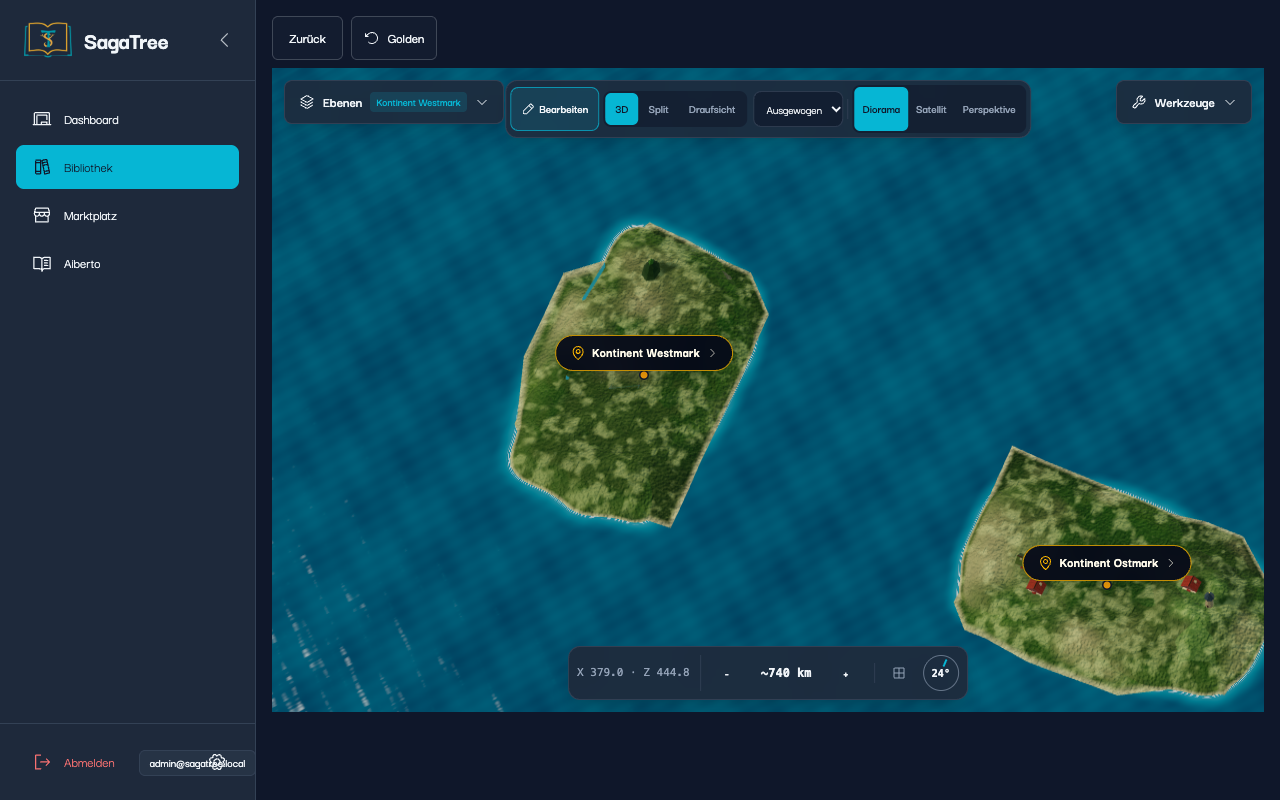 SagaTree
Zurück
Golden
Dashboard
Bibliothek
Marktplatz
Alberto
Ebenen
Kontinent Westmark
Bearbeiten
3D
Split
Draufsicht
Ausgewogen
Diorama
Satellit
Perspektive
Werkzeuge
Kontinent Westmark
Kontinent Ostmark
X 379.0 · Z 444.8
-
~740 km
+
24°
Abmelden